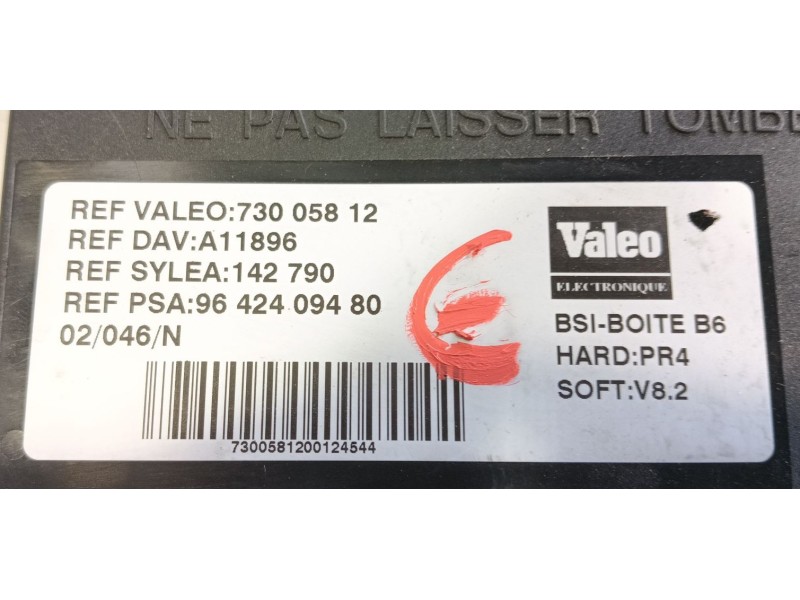 NE PAS LAISSER TOMBE
REF VALEO:730 058 12
REF DAV:A11896
REF SYLEA:142 790
REF PSA:96 424 094 80
02/046/N
7300581200124544
Valeo
ELECTRONIQUE
BSI-BOITE B6
HARD:PR4
SOFT:V8.2